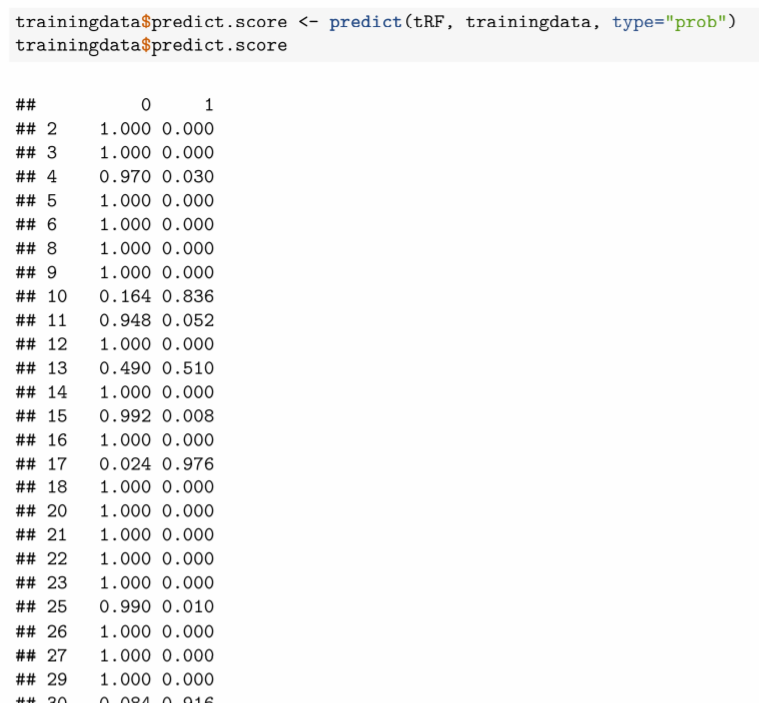 trainingdata$predict.score <- predict(tRF, trainingdata, type="prob")
trainingdata$predict.score
## 0 1
## 2 1.000 0.000
## 3 1.000 0.000
## 4 0.970 0.030
## 5 1.000 0.000
## 6 1.000 0.000
## 8 1.000 0.000
## 9 1.000 0.000
## 10 0.164 0.836
## 11 0.948 0.052
## 12 1.000 0.000
## 13 0.490 0.510
## 14 1.000 0.000
## 15 0.992 0.008
## 16 1.000 0.000
## 17 0.024 0.976
## 18 1.000 0.000
## 20 1.000 0.000
## 21 1.000 0.000
## 22 1.000 0.000
## 23 1.000 0.000
## 25 0.990 0.010
## 26 1.000 0.000
## 27 1.000 0.000
## 29 1.000 0.000
## 30 0.084 0.916